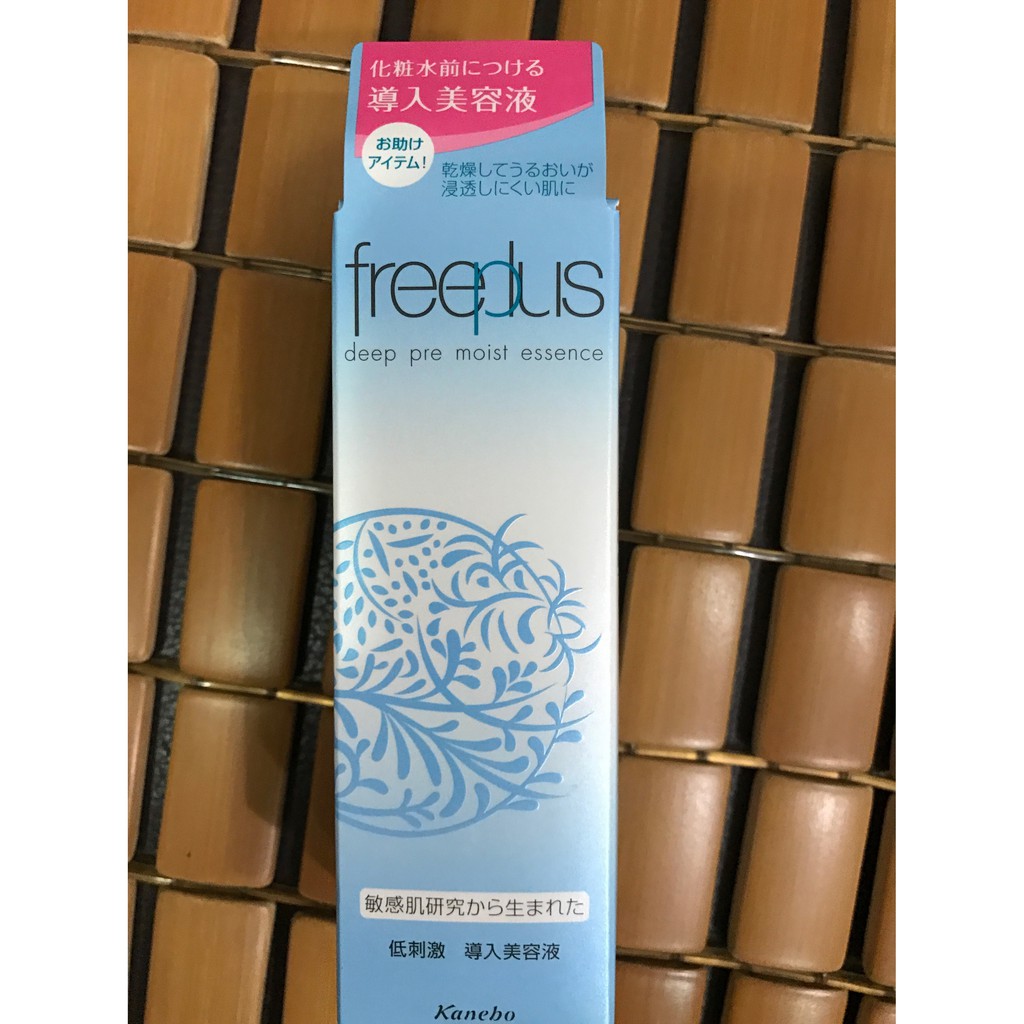 化粧水前につける
導入美容液
お助け
アイテム!
乾燥してうるおいが
浸透しにくい肌に
freeplus
deep pre moist essence
敏感肌研究から生まれた
低刺激 導入美容液
Kanebo